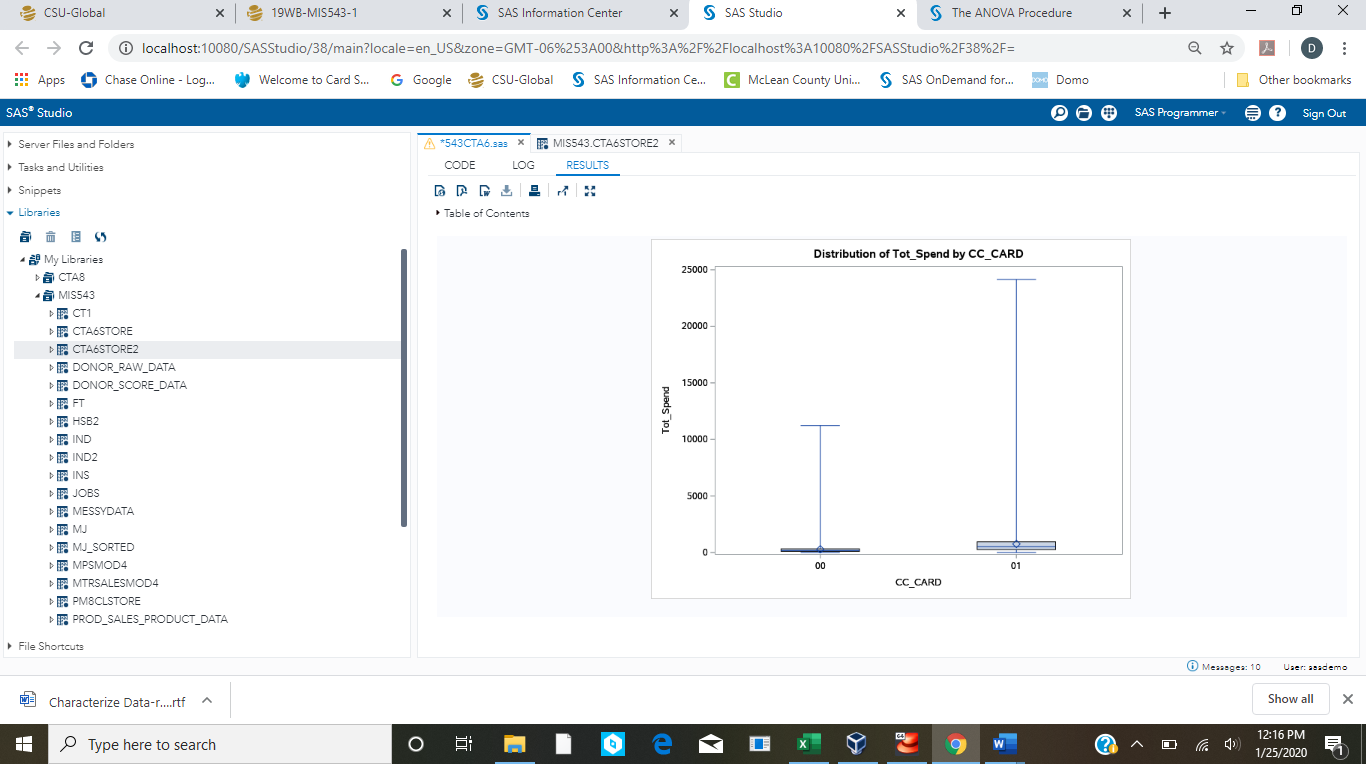 CSU-Global
19WB-MIS543-1
SAS Information Center
SAS Studio
The ANOVA Procedure
localhost:10080/SASStudio/38/main?locale=en_US&zone=GMT-06%253A00&http%3A%2F%2Flocalhost%3A10080%2FSASStudio%2F38%2F=
D
Apps
Chase Online - Log...
Welcome to Card S...
Google
CSU-Global
SAS Information Ce...
McLean County Uni...
SAS OnDemand for...
Domo
Other bookmarks
SAS® Studio
SAS Programmer
Sign Out
Server Files and Folders
Tasks and Utilities
Snippets
Libraries
My Libraries
CTA8
MIS543
CT1
CTA6STORE
CTA6STORE2
DONOR_RAW_DATA
DONOR_SCORE_DATA
FT
HSB2
IND
IND2
INS
JOBS
MESSYDATA
MJ
MJ_SORTED
MPSMOD4
MTRSALESMOD4
PM8CLSTORE
PROD_SALES_PRODUCT_DATA
File Shortcuts
*543CTA6.sas
MIS543.CTA6STORE2
CODE
LOG
RESULTS
Table of Contents
Distribution of Tot_Spend by CC_CARD
25000
20000
15000
10000
5000
0
Tot_Spend
00
01
CC_CARD
Messages: 10
User: sasdemo
Characterize Data-r....rtf
Show all
Type here to search
64
12:16 PM
1/25/2020
1